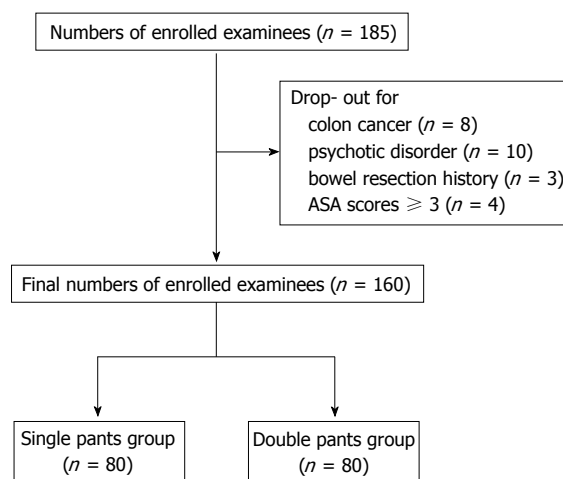 Numbers of enrolled examinees (n = 185)
Drop- out for
colon cancer (n = 8)
psychotic disorder (n = 10)
bowel resection history (n = 3)
ASA scores ⩾ 3 (n = 4)
Final numbers of enrolled examinees (n = 160)
Single pants group
(n = 80)
Double pants group
(n = 80)